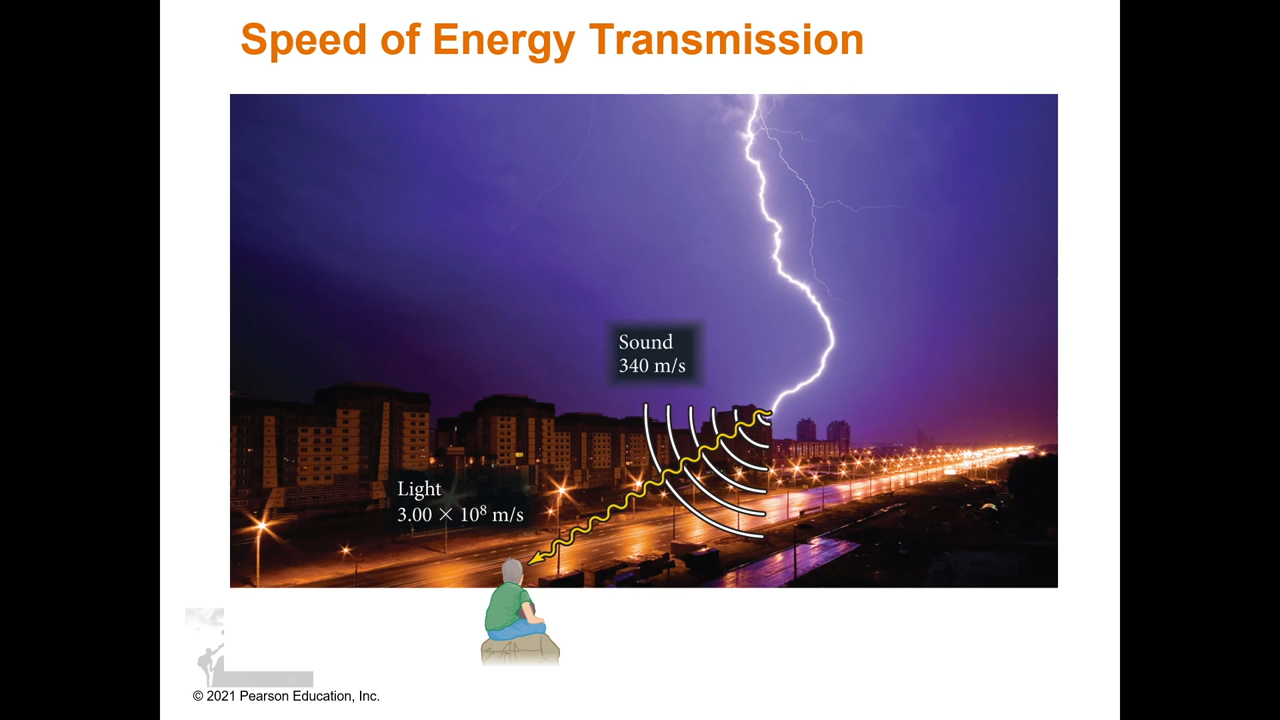 Speed of Energy Transmission
Sound
340 m/s
Light
3.00 × 10⁸ m/s
© 2021 Pearson Education, Inc.